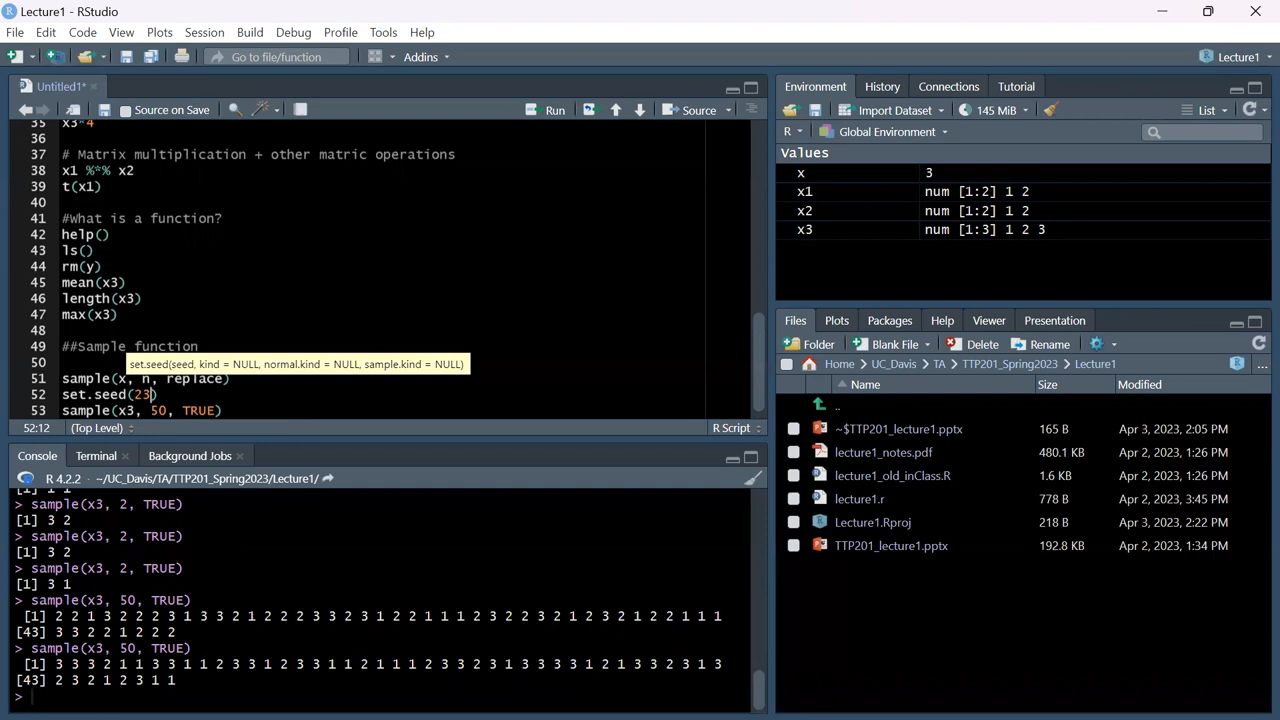 Lecture1 - RStudio
File Edit Code View Plots Session Build Debug Profile Tools Help
Go to file/function Addins Lecture1
Untitled1*
Source on Save Run Source
35 x3*4
36
37 # Matrix multiplication + other matric operations
38 x1 %*% x2
39 t(x1)
40
41 #What is a function?
42 help()
43 ls()
44 rm(y)
45 mean(x3)
46 length(x3)
47 max(x3)
48
49 ##Sample function
50 set.seed(seed, kind = NULL, normal.kind = NULL, sample.kind = NULL)
51 sample(x, n, replace)
52 set.seed(23)
53 sample(x3, 50, TRUE)
52:12 (Top Level) R Script
Console Terminal Background Jobs
R 4.2.2 · ~/UC_Davis/TA/TTP201_Spring2023/Lecture1/
[1] 1 1
> sample(x3, 2, TRUE)
[1] 3 2
> sample(x3, 2, TRUE)
[1] 3 2
> sample(x3, 2, TRUE)
[1] 3 1
> sample(x3, 50, TRUE)
[1] 2 2 1 3 2 2 2 3 1 3 3 2 1 2 2 2 3 3 2 3 1 2 2 1 1 1 2 3 2 2 3 2 1 2 3 2 1 2 2 1 1 1
[43] 3 3 2 2 1 2 2 2
> sample(x3, 50, TRUE)
[1] 3 3 3 2 1 1 3 3 1 1 2 3 3 1 2 3 3 1 1 2 1 1 1 2 3 3 2 3 1 3 3 3 3 1 2 1 3 3 2 3 1 3
[43] 2 3 2 1 2 3 1 1
>
Environment History Connections Tutorial
Import Dataset 145 MiB List
R Global Environment
Values
x 3
x1 num [1:2] 1 2
x2 num [1:2] 1 2
x3 num [1:3] 1 2 3
Files Plots Packages Help Viewer Presentation
Folder Blank File Delete Rename
Home > UC_Davis > TA > TTP201_Spring2023 > Lecture1 ...
Name Size Modified
..
~$TTP201_lecture1.pptx 165 B Apr 3, 2023, 2:05 PM
lecture1_notes.pdf 480.1 KB Apr 2, 2023, 1:26 PM
lecture1_old_inClass.R 1.6 KB Apr 2, 2023, 1:26 PM
lecture1.r 778 B Apr 2, 2023, 3:45 PM
Lecture1.Rproj 218 B Apr 3, 2023, 2:22 PM
TTP201_lecture1.pptx 192.8 KB Apr 2, 2023, 1:34 PM